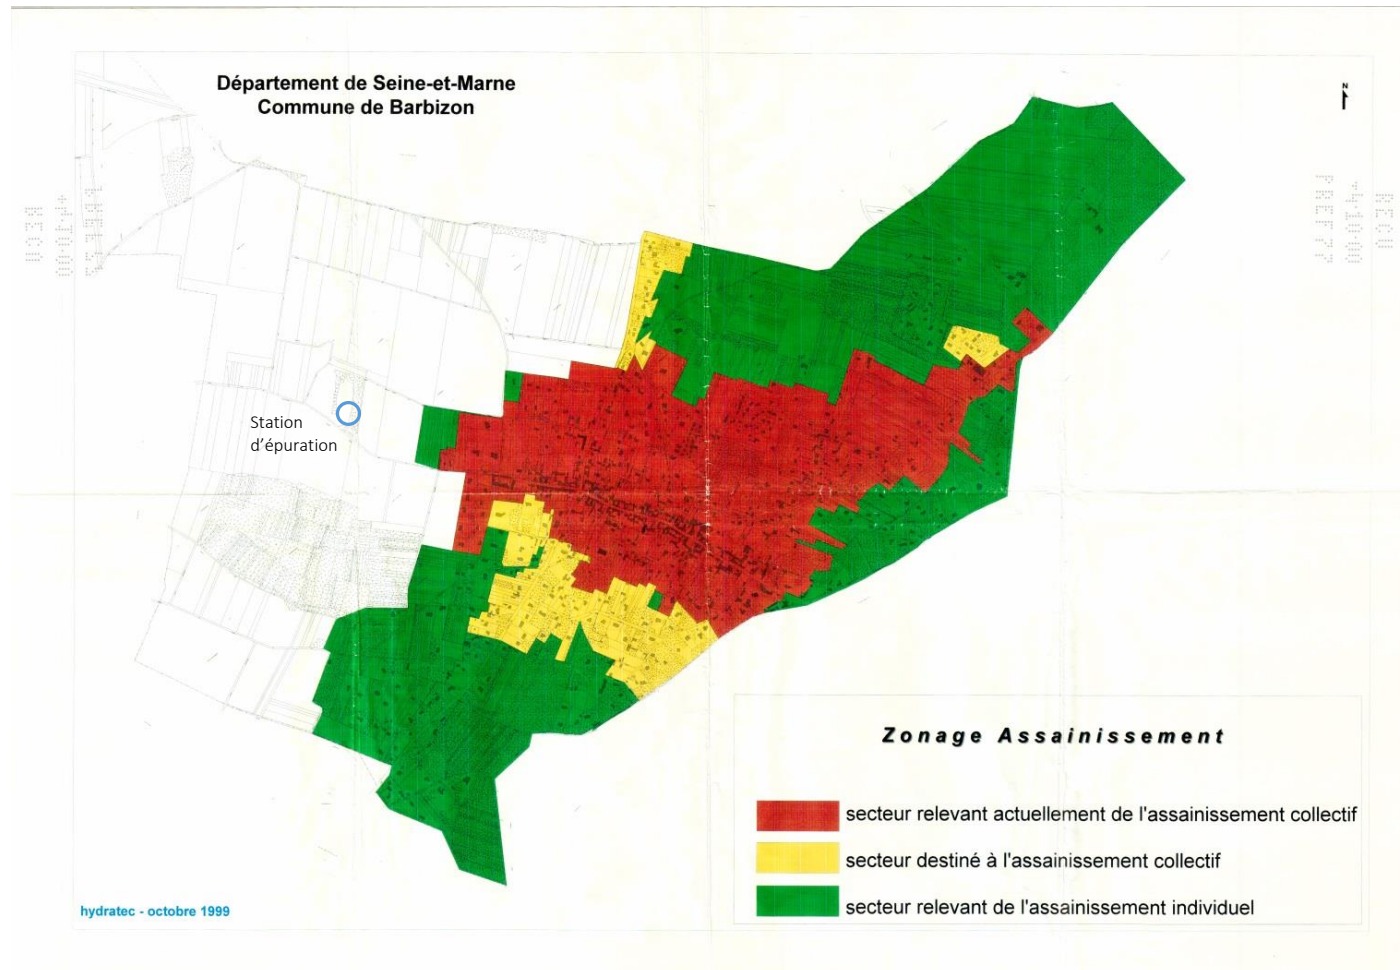 Département de Seine-et-Marne
Commune de Barbizon
N
Station
d'épuration
Zonage Assainissement
secteur relevant actuellement de l'assainissement collectif
secteur destiné à l'assainissement collectif
secteur relevant de l'assainissement individuel
hydratec - octobre 1999